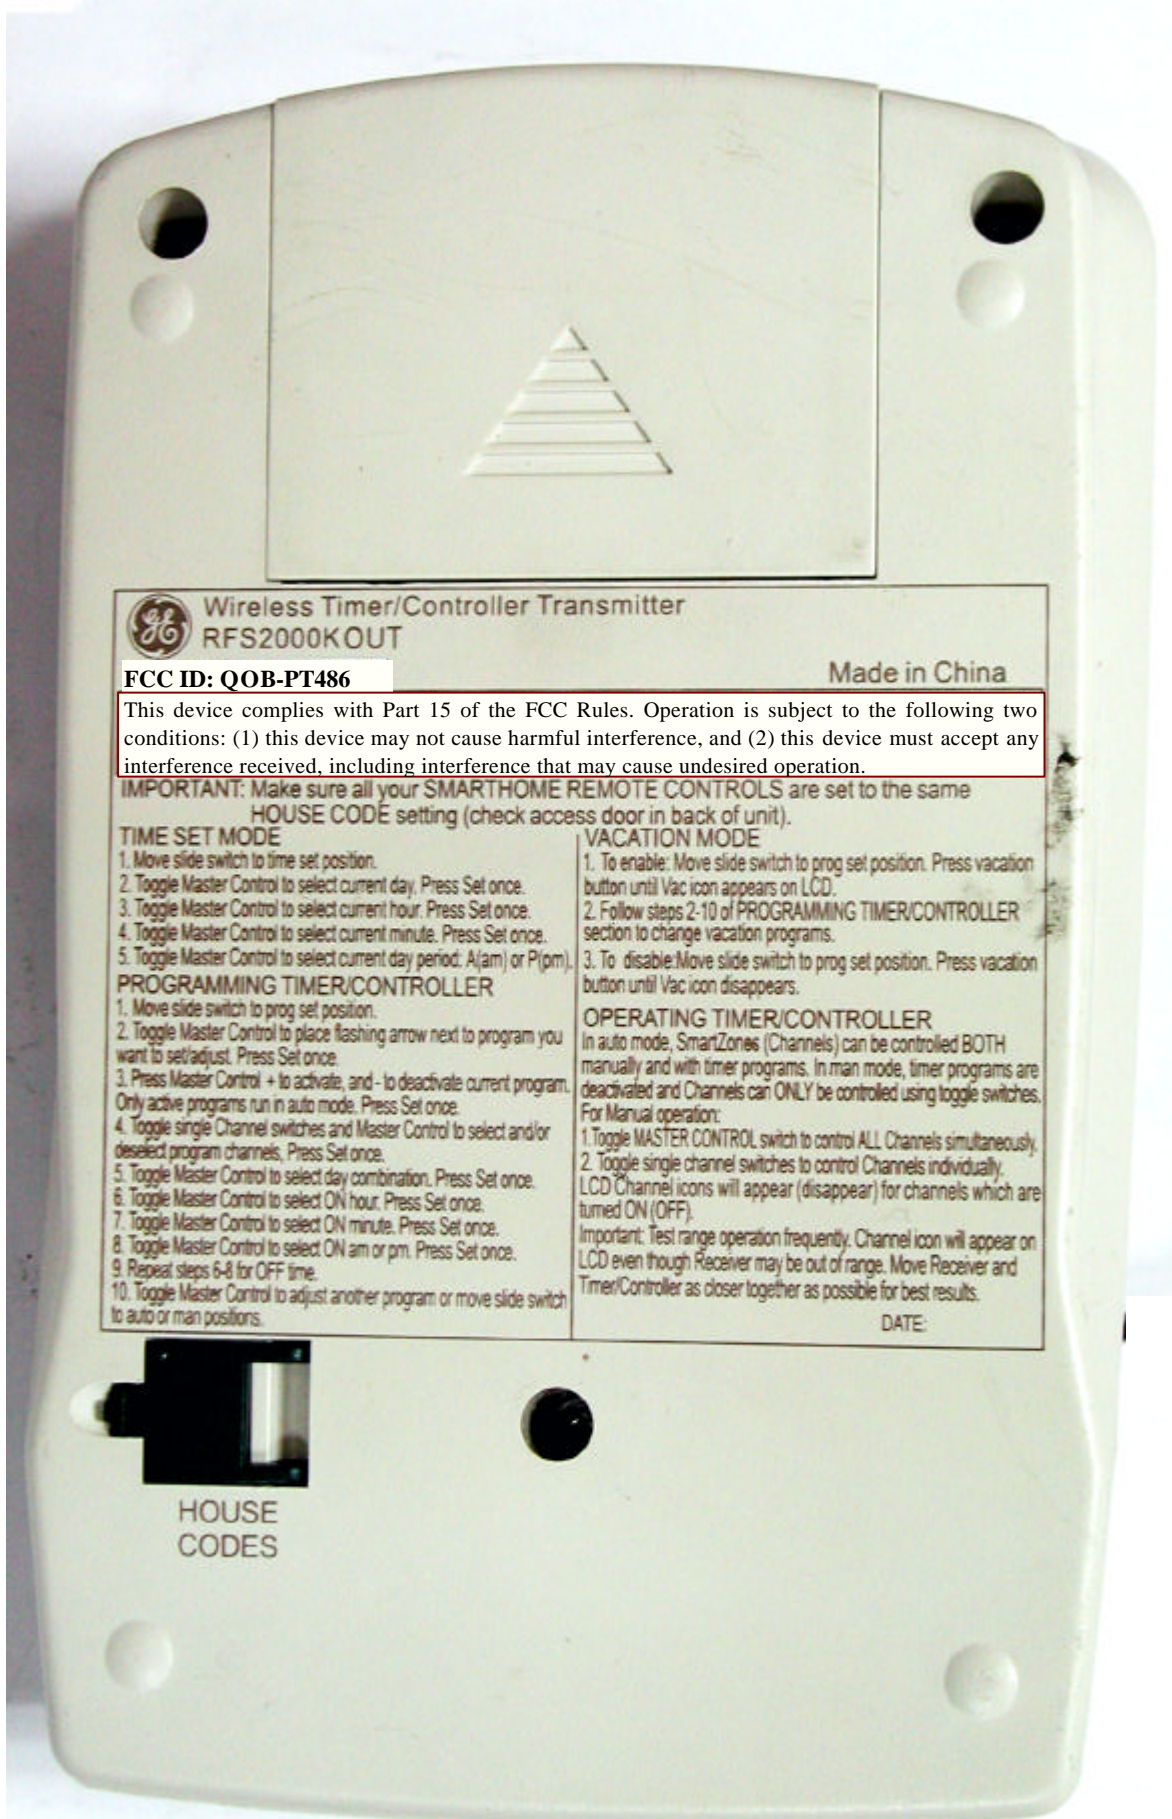 GE
Wireless Timer/Controller Transmitter
RFS2000KOUT
FCC ID: QOB-PT486
Made in China
This device complies with Part 15 of the FCC Rules. Operation is subject to the following two
conditions: (1) this device may not cause harmful interference, and (2) this device must accept any
interference received, including interference that may cause undesired operation.
IMPORTANT: Make sure all your SMARTHOME REMOTE CONTROLS are set to the same
HOUSE CODE setting (check access door in back of unit).
TIME SET MODE
1. Move slide switch to time set position.
2. Toggle Master Control to select current day. Press Set once.
3. Toggle Master Control to select current hour. Press Set once.
4. Toggle Master Control to select current minute. Press Set once.
5. Toggle Master Control to select current day period: A(am) or P(pm).
PROGRAMMING TIMER/CONTROLLER
1. Move slide switch to prog set position.
2. Toggle Master Control to place flashing arrow next to program you
want to set/adjust. Press Set once.
3. Press Master Control + to activate, and - to deactivate current program.
Only active programs run in auto mode. Press Set once.
4. Toggle single Channel switches and Master Control to select and/or
deselect program channels, Press Set once.
5. Toggle Master Control to select day combination. Press Set once.
6. Toggle Master Control to select ON hour. Press Set once.
7. Toggle Master Control to select ON minute. Press Set once.
8. Toggle Master Control to select ON am or pm. Press Set once.
9. Repeat steps 6-8 for OFF time.
10. Toggle Master Control to adjust another program or move slide switch
to auto or man positions.
VACATION MODE
1. To enable: Move slide switch to prog set position. Press vacation
button until Vac icon appears on LCD.
2. Follow steps 2-10 of PROGRAMMING TIMER/CONTROLLER
section to change vacation programs.
3. To disable:Move slide switch to prog set position. Press vacation
button until Vac icon disappears.
OPERATING TIMER/CONTROLLER
In auto mode, SmartZones (Channels) can be controlled BOTH
manually and with timer programs. In man mode, timer programs are
deactivated and Channels can ONLY be controlled using toggle switches.
For Manual operation:
1.Toggle MASTER CONTROL switch to control ALL Channels simultaneously.
2. Toggle single channel switches to control Channels individually.
LCD Channel icons will appear (disappear) for channels which are
turned ON (OFF).
Important: Test range operation frequently. Channel icon will appear on
LCD even though Receiver may be out of range. Move Receiver and
Timer/Controller as closer together as possible for best results.
DATE:
HOUSE
CODES